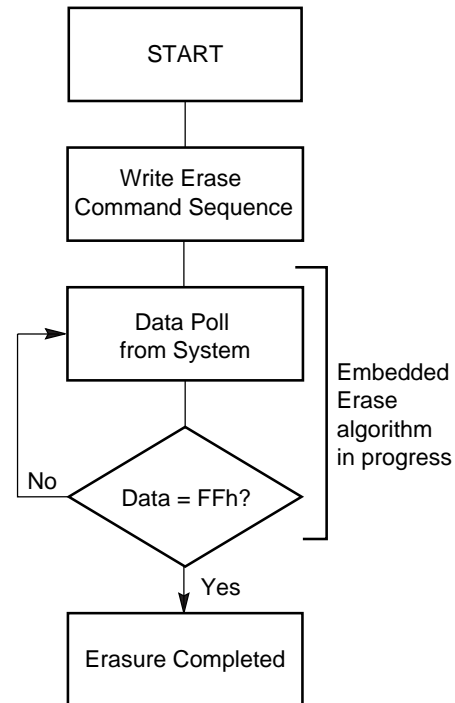 START
Write Erase
Command Sequence
Data Poll
from System
Embedded
Erase
algorithm
in progress
No
Data = FFh?
Yes
Erasure Completed